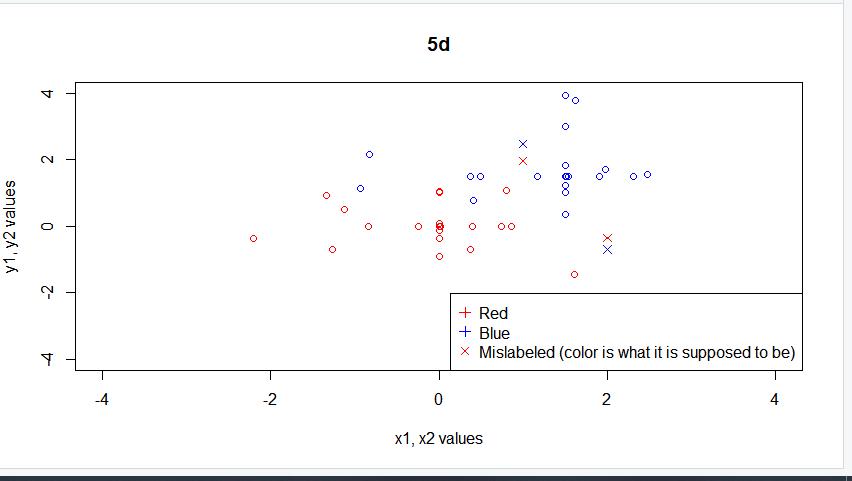 5d
y1, y2 values
4
2
0
-2
-4
Red
Blue
Mislabeled (color is what it is supposed to be)
-4
-2
0
2
4
x1, x2 values